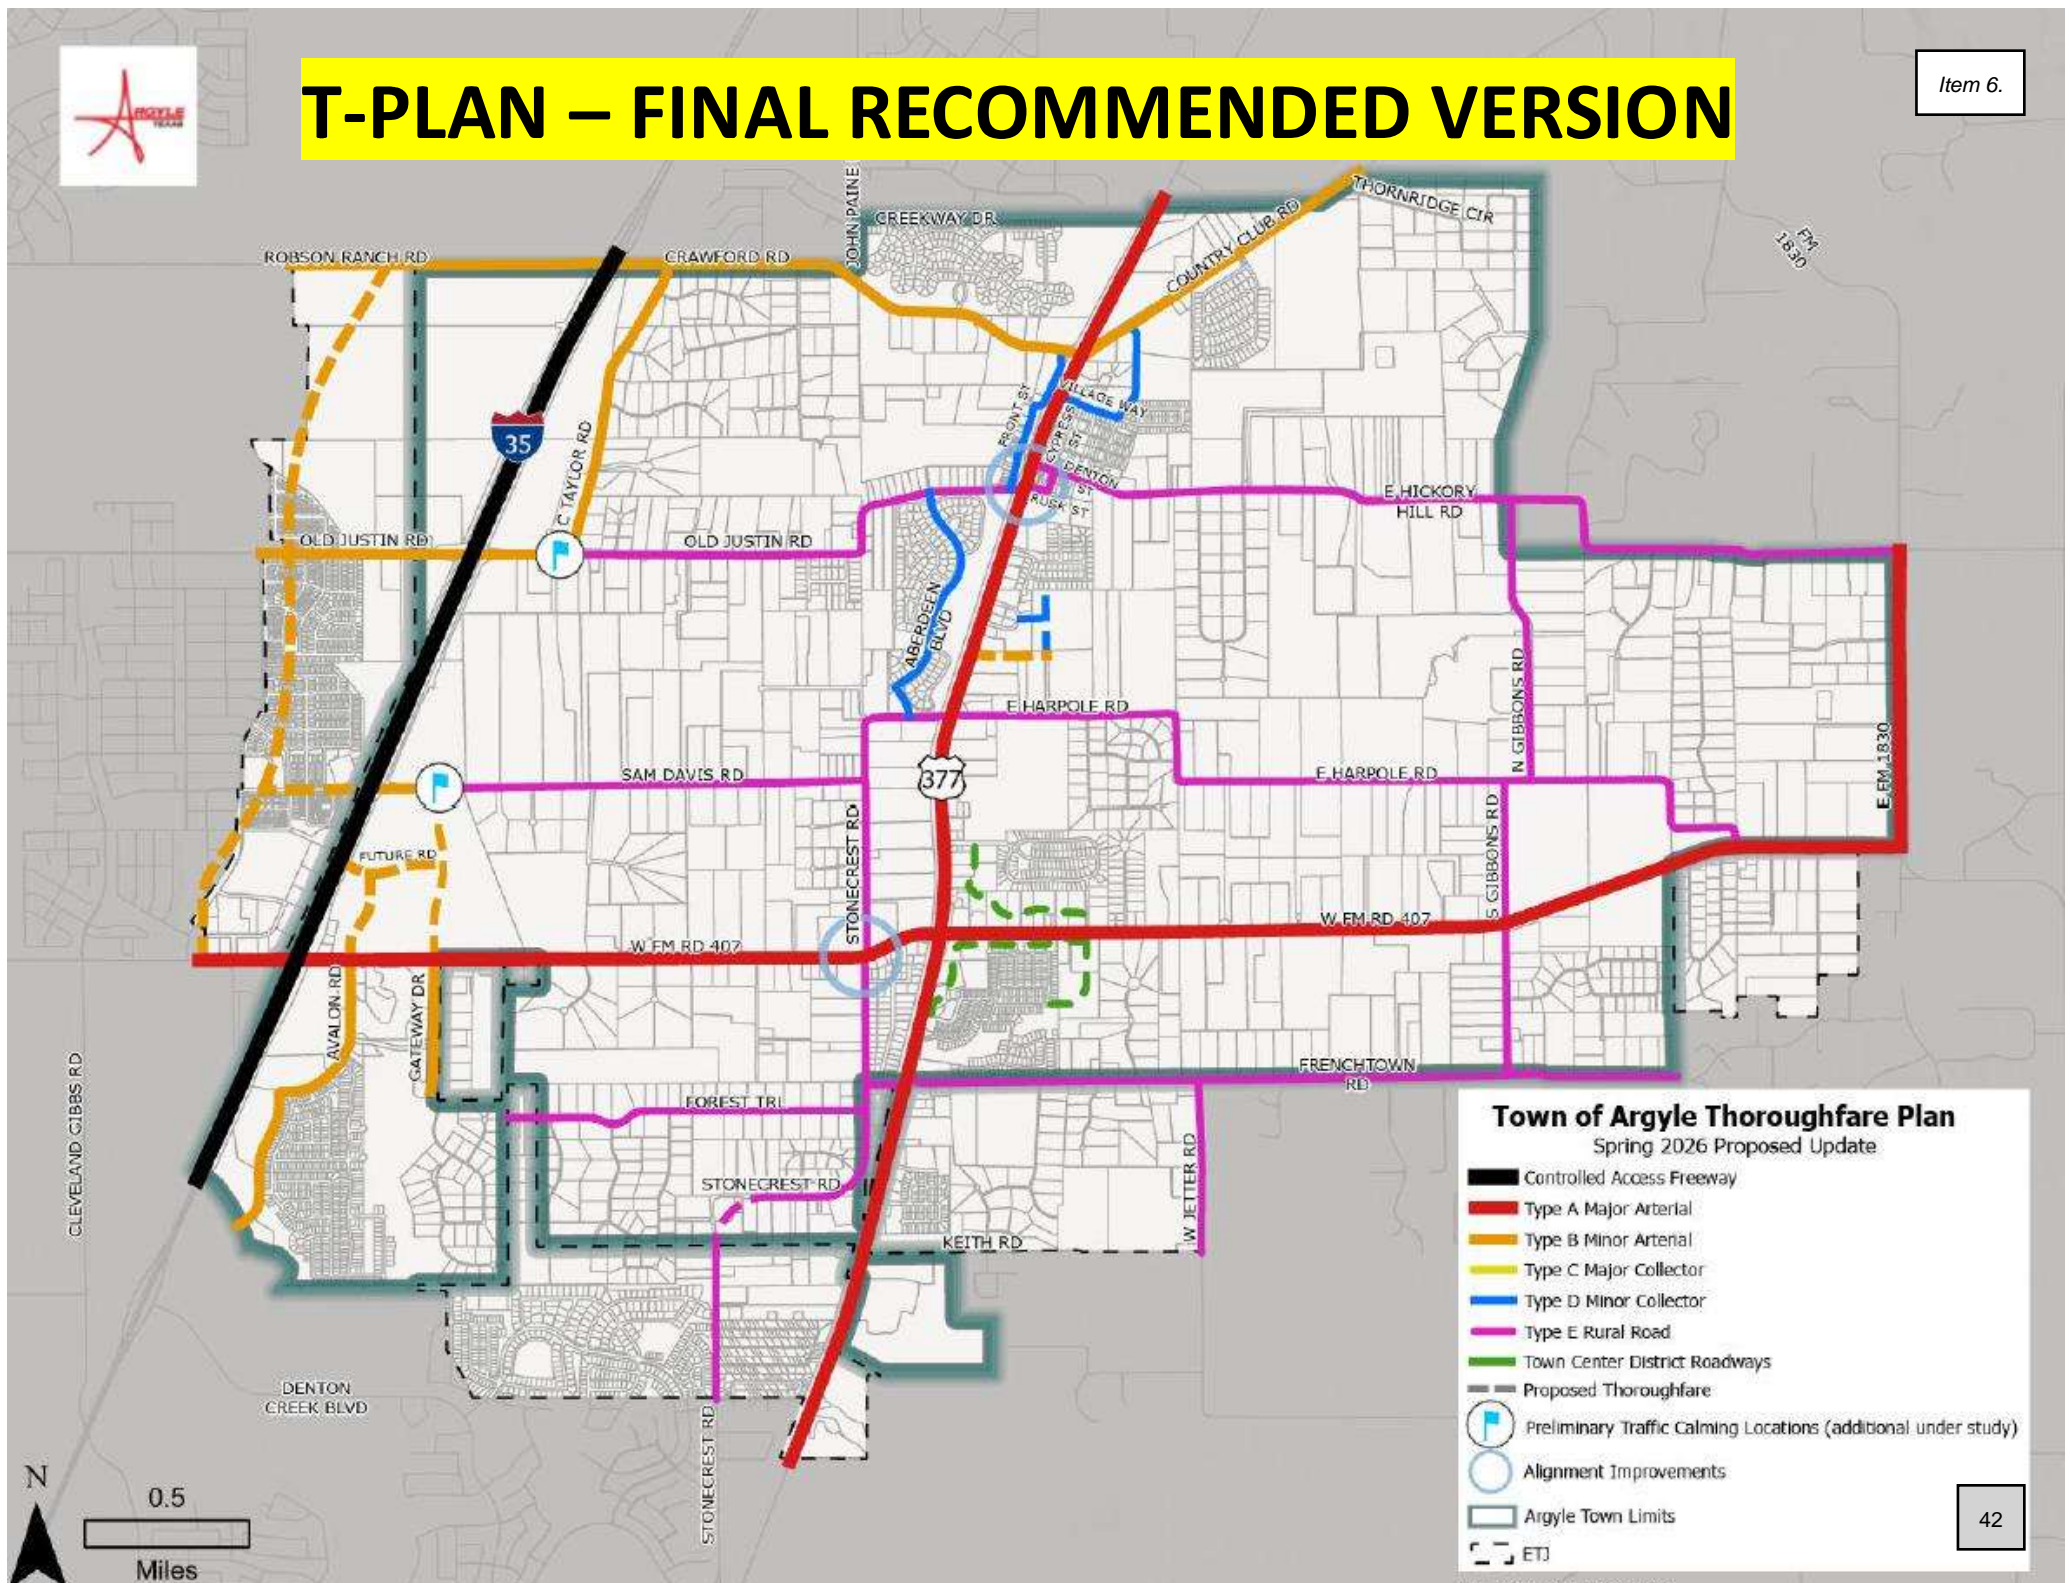 ARGYLE
TEXAS
T-PLAN – FINAL RECOMMENDED VERSION
Item 6.
JOHN PAINE
CREEKWAY DR
THORNRIDGE CIR
FM
1830
COUNTRY CLUB RD
ROBSON RANCH RD
CRAWFORD RD
FRONT ST
VILLAGE WAY
CYPRESS
ST
35
C TAYLOR RD
DENTON
ST
RUSK ST
E HICKORY
HILL RD
OLD JUSTIN RD
OLD JUSTIN RD
ABERDEEN
BLVD
N GIBBONS RD
E HARPOLE RD
E FM 1830
SAM DAVIS RD
377
E HARPOLE RD
STONECREST RD
S GIBBONS RD
FUTURE RD
W FM RD 407
W FM RD 407
AVALON RD
GATEWAY DR
CLEVELAND GIBBS RD
FRENCHTOWN
RD
FOREST TRL
W JETTER RD
STONECREST RD
KEITH RD
DENTON
CREEK BLVD
STONECREST RD
N
0.5
Miles
Town of Argyle Thoroughfare Plan
Spring 2026 Proposed Update
Controlled Access Freeway
Type A Major Arterial
Type B Minor Arterial
Type C Major Collector
Type D Minor Collector
Type E Rural Road
Town Center District Roadways
Proposed Thoroughfare
Preliminary Traffic Calming Locations (additional under study)
Alignment Improvements
Argyle Town Limits
ETJ
42